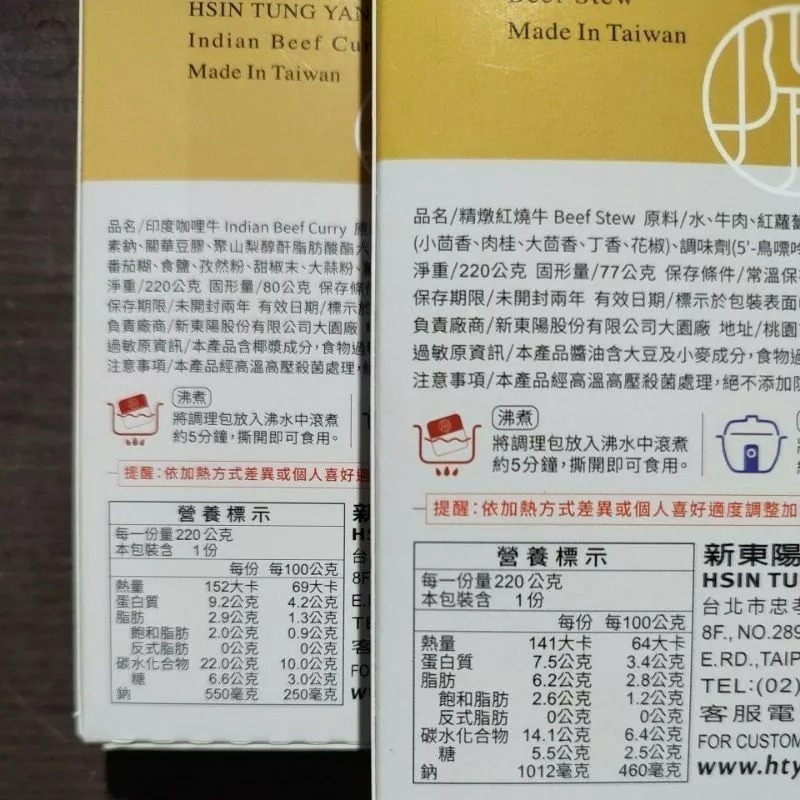 HSIN TUNG YAN
Indian Beef Cu
Made In Taiwan
品名/印度咖哩牛 Indian Beef Curry
素鈉、關華豆膠、聚山梨醇酐脂肪酸酯
番茄糊、食鹽、孜然粉、甜椒末、大蒜粉、
淨重/220公克 固形量/80公克 保存條
保存期限/未開封兩年 有效日期/標示於
負責廠商/新東陽股份有限公司大園廠
過敏原資訊/本產品含椰漿成分,食物過
注意事項/本產品經高溫高壓殺菌處理,
沸煮
將調理包放入沸水中滾煮
約5分鐘,撕開即可食用。
提醒:依加熱方式差異或個人喜好適
營養標示
每一份量220公克
本包裝含 1份
每份 每100公克
熱量 152大卡 69大卡
蛋白質 9.2公克 4.2公克
脂肪 2.9公克 1.3公克
飽和脂肪 2.0公克 0.9公克
反式脂肪 0公克 0公克
碳水化合物 22.0公克 10.0公克
糖 6.6公克 3.0公克
鈉 550毫克 250毫克
新
HS
台
8F
E.
TE
客
FO
w
Beef Stew
Made In Taiwan
品名/精燉紅燒牛 Beef Stew 原料/水、牛肉、紅蘿蔔
(小茴香、肉桂、大茴香、丁香、花椒)、調味劑(5'-鳥嘌呤
淨重/220公克 固形量/77公克 保存條件/常溫保
保存期限/未開封兩年 有效日期/標示於包裝表面
負責廠商/新東陽股份有限公司大園廠 地址/桃園
過敏原資訊/本產品醬油含大豆及小麥成分,食物過
注意事項/本產品經高溫高壓殺菌處理,絕不添加防
沸煮
將調理包放入沸水中滾煮
約5分鐘,撕開即可食用。
提醒:依加熱方式差異或個人喜好適度調整加
營養標示
每一份量220公克
本包裝含 1份
每份 每100公克
熱量 141大卡 64大卡
蛋白質 7.5公克 3.4公克
脂肪 6.2公克 2.8公克
飽和脂肪 2.6公克 1.2公克
反式脂肪 0公克 0公克
碳水化合物 14.1公克 6.4公克
糖 5.5公克 2.5公克
鈉 1012毫克 460毫克
新東陽
HSIN TU
台北市忠孝
8F., NO.289
E.RD.,TAIP
TEL:(02)
客服電
FOR CUSTOM
www.hty